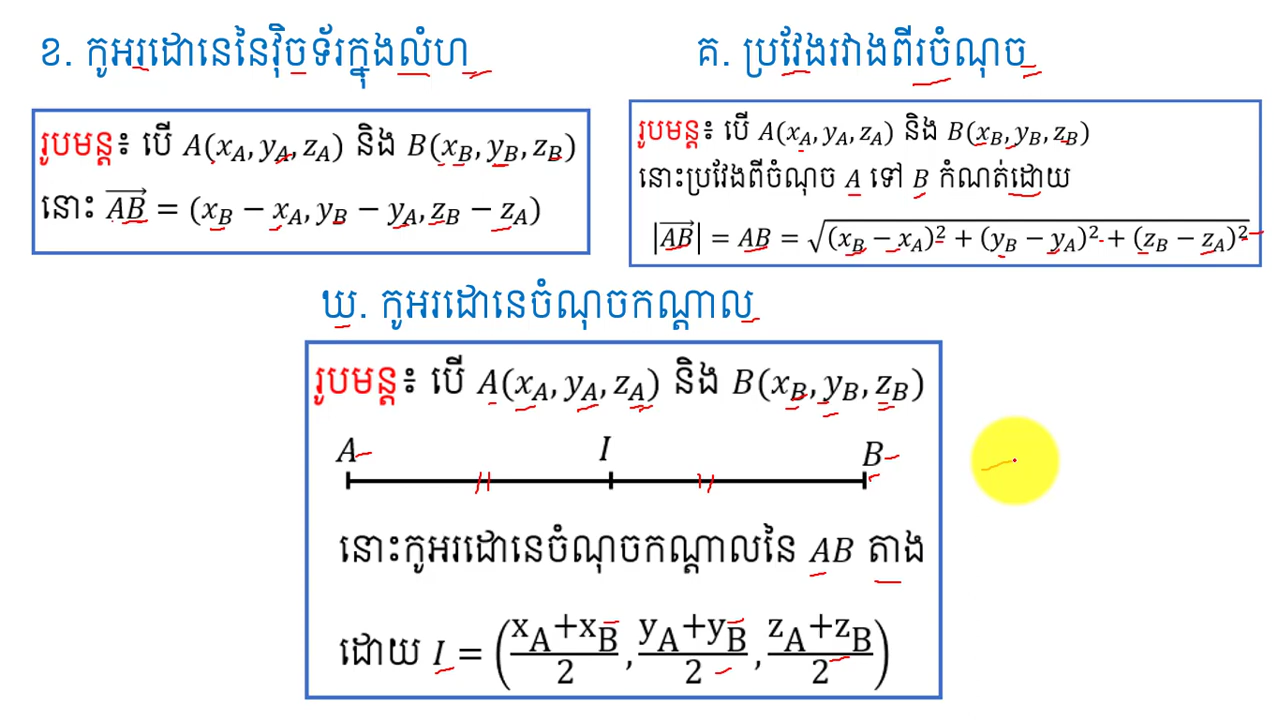 ខ. កូអរដោនេនៃវ៉ិចទ័រក្នុងលំហ
រូបមន្ត៖ បើ A(x_A, y_A, z_A) និង B(x_B, y_B, z_B)
នោះ \overrightarrow{AB} = (x_B − x_A, y_B − y_A, z_B − z_A)
គ. ប្រវែងរវាងពីរចំណុច
រូបមន្ត៖ បើ A(x_A, y_A, z_A) និង B(x_B, y_B, z_B)
នោះប្រវែងពីចំណុច A ទៅ B កំណត់ដោយ
|\overrightarrow{AB}| = AB = √((x_B − x_A)² + (y_B − y_A)² + (z_B − z_A)²)
ឃ. កូអរដោនេចំណុចកណ្តាល
រូបមន្ត៖ បើ A(x_A, y_A, z_A) និង B(x_B, y_B, z_B)
A I B
នោះកូអរដោនេចំណុចកណ្តាលនៃ AB តាង
ដោយ I = ((x_A+x_B)/2, (y_A+y_B)/2, (z_A+z_B)/2)